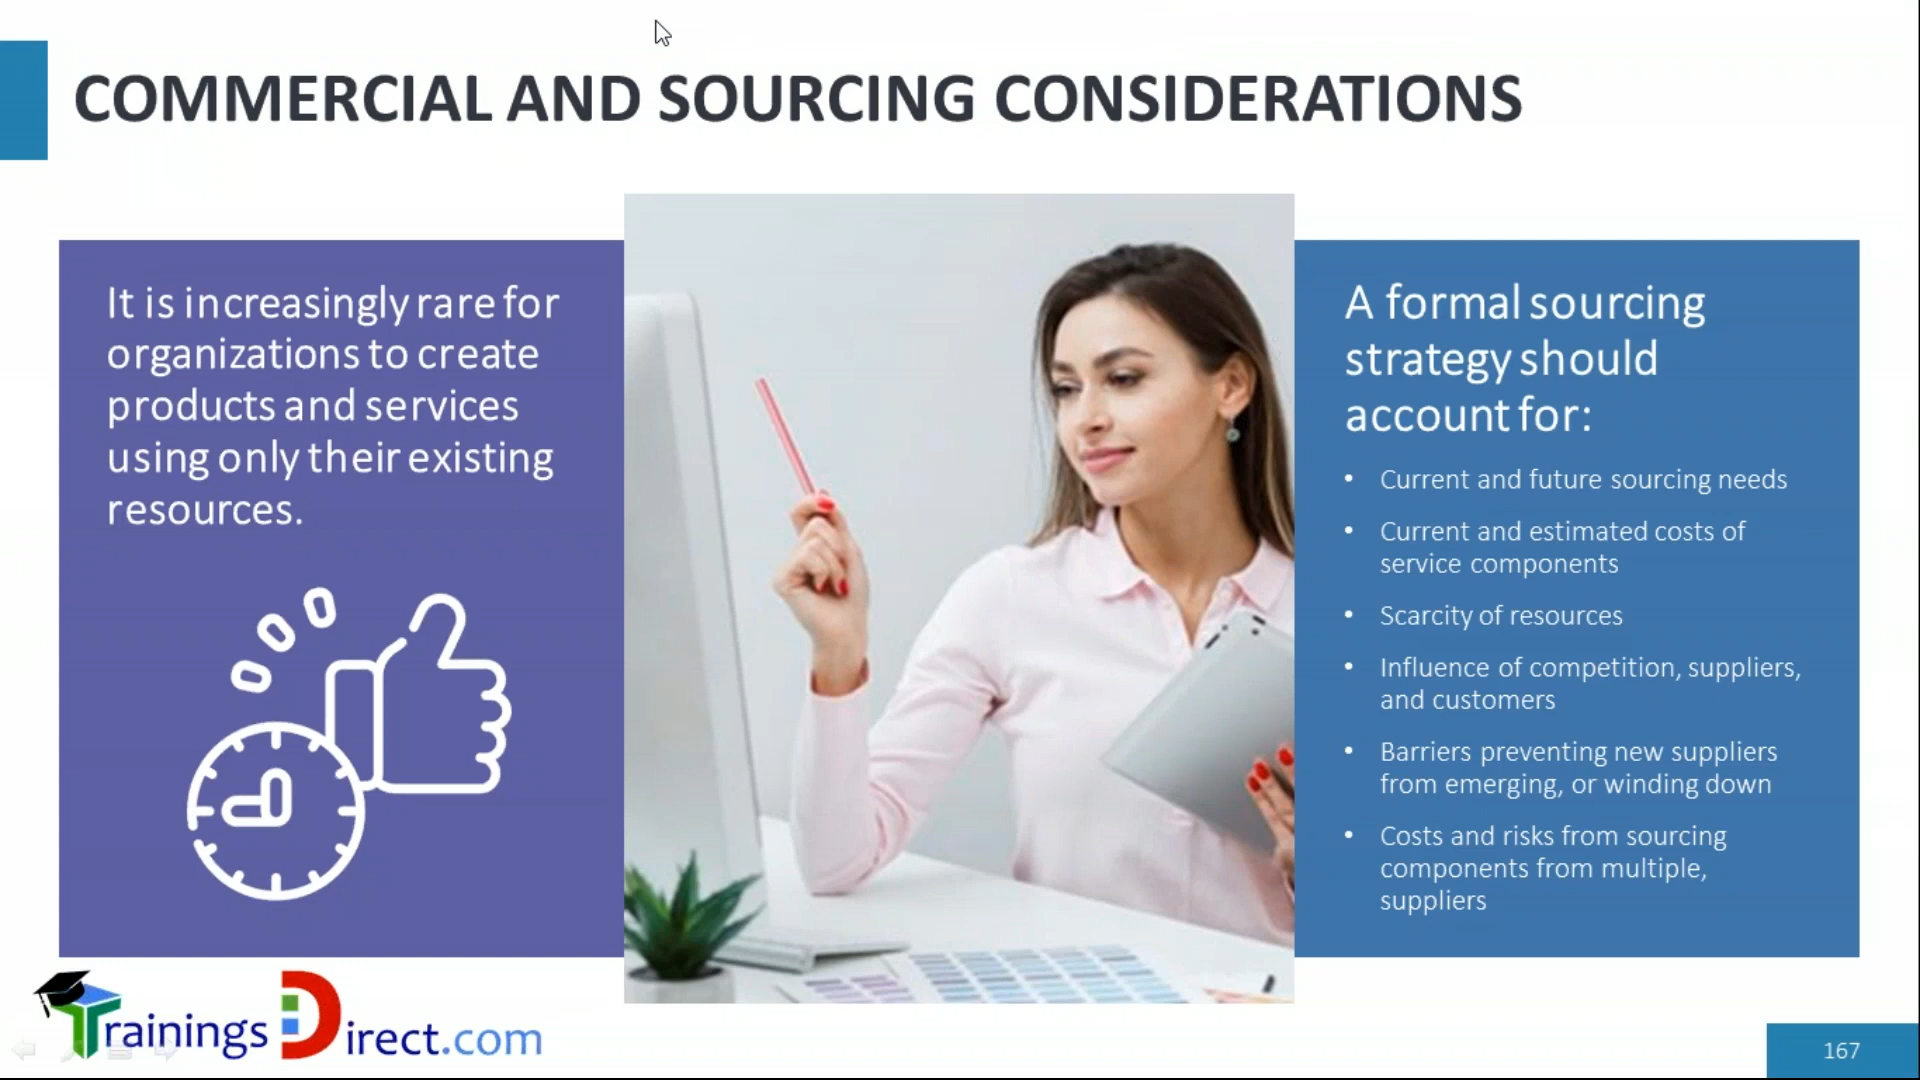 COMMERCIAL AND SOURCING CONSIDERATIONS
It is increasingly rare for
organizations to create
products and services
using only their existing
resources.
A formal sourcing
strategy should
account for:
• Current and future sourcing needs
• Current and estimated costs of
service components
• Scarcity of resources
• Influence of competition, suppliers,
and customers
• Barriers preventing new suppliers
from emerging, or winding down
• Costs and risks from sourcing
components from multiple,
suppliers
Trainings Direct.com
167